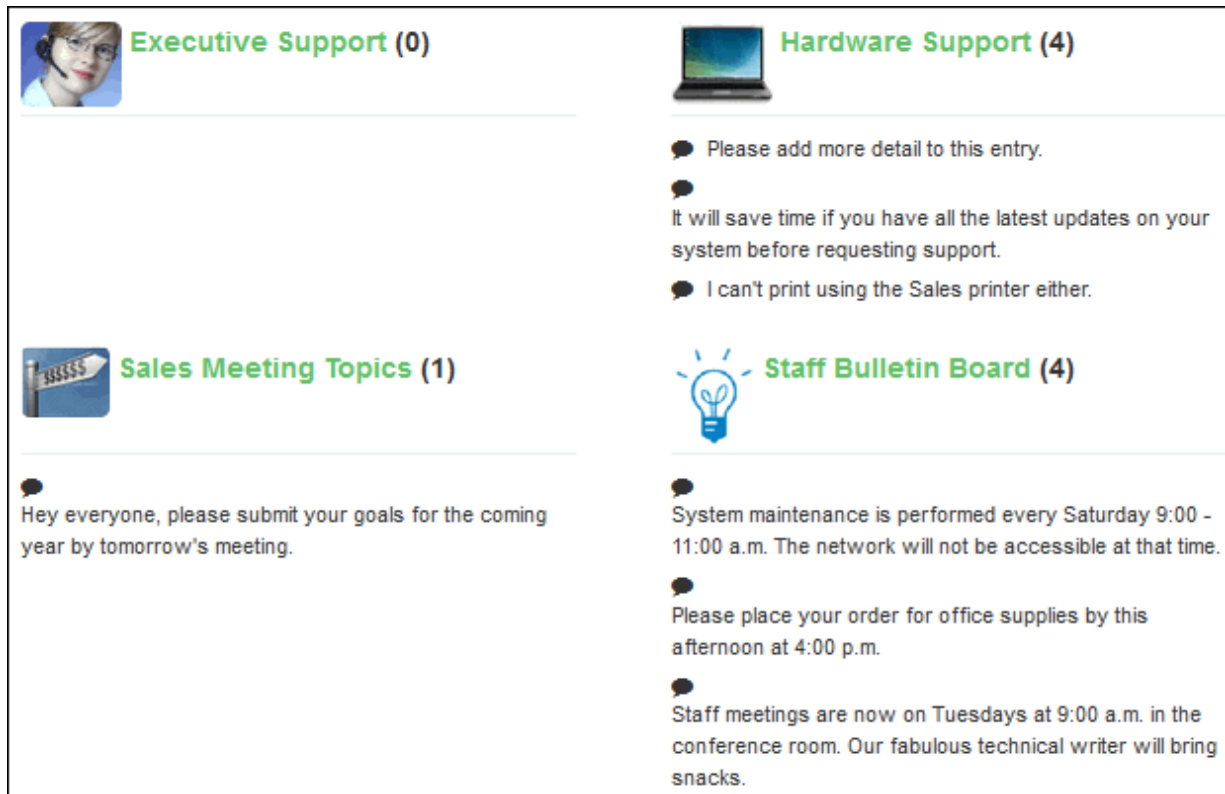 Executive Support (0)
Hardware Support (4)
Please add more detail to this entry.
It will save time if you have all the latest updates on your
system before requesting support.
I can't print using the Sales printer either.
$$$$$$
Sales Meeting Topics (1)
Staff Bulletin Board (4)
Hey everyone, please submit your goals for the coming
year by tomorrow's meeting.
System maintenance is performed every Saturday 9:00 -
11:00 a.m. The network will not be accessible at that time.
Please place your order for office supplies by this
afternoon at 4:00 p.m.
Staff meetings are now on Tuesdays at 9:00 a.m. in the
conference room. Our fabulous technical writer will bring
snacks.